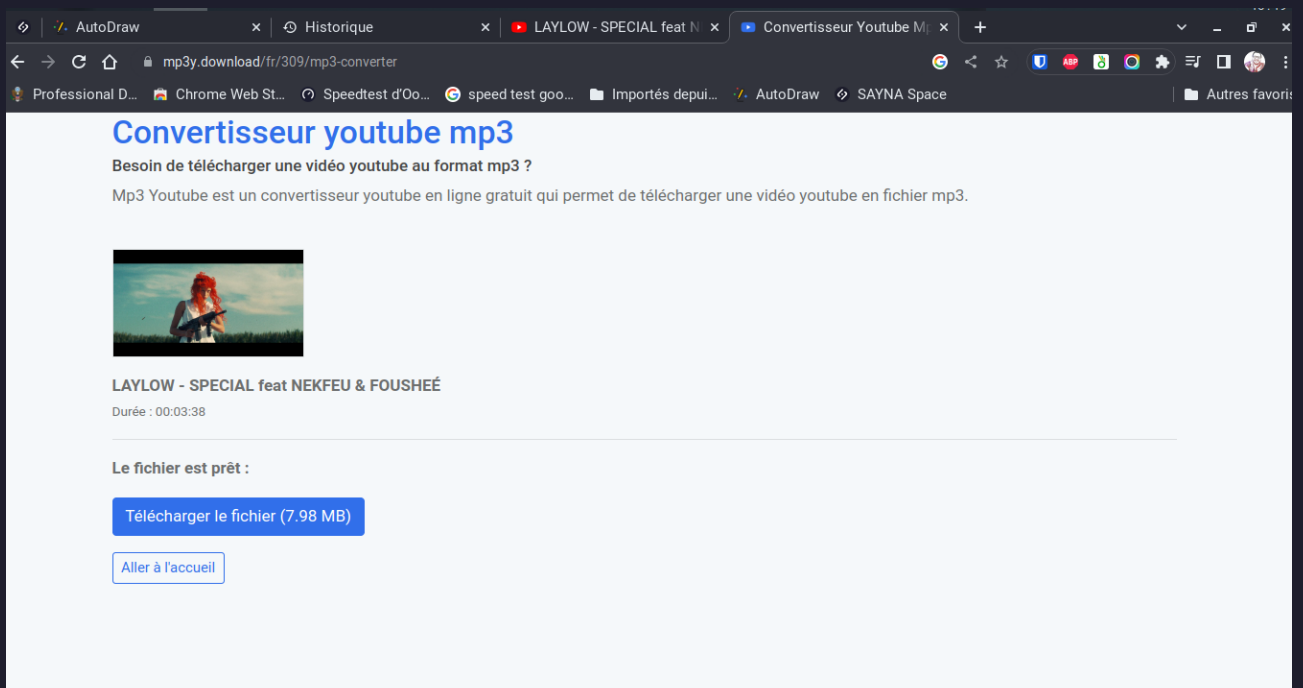 AutoDraw
Historique
LAYLOW - SPECIAL feat N
Convertisseur Youtube Mp
mp3y.download/fr/309/mp3-converter
ABP
Professional D...
Chrome Web St...
Speedtest d'Oo...
speed test goo...
Importés depui...
AutoDraw
SAYNA Space
Autres favoris
Convertisseur youtube mp3
Besoin de télécharger une vidéo youtube au format mp3 ?
Mp3 Youtube est un convertisseur youtube en ligne gratuit qui permet de télécharger une vidéo youtube en fichier mp3.
LAYLOW - SPECIAL feat NEKFEU & FOUSHEÉ
Durée : 00:03:38
Le fichier est prêt :
Télécharger le fichier (7.98 MB)
Aller à l'accueil